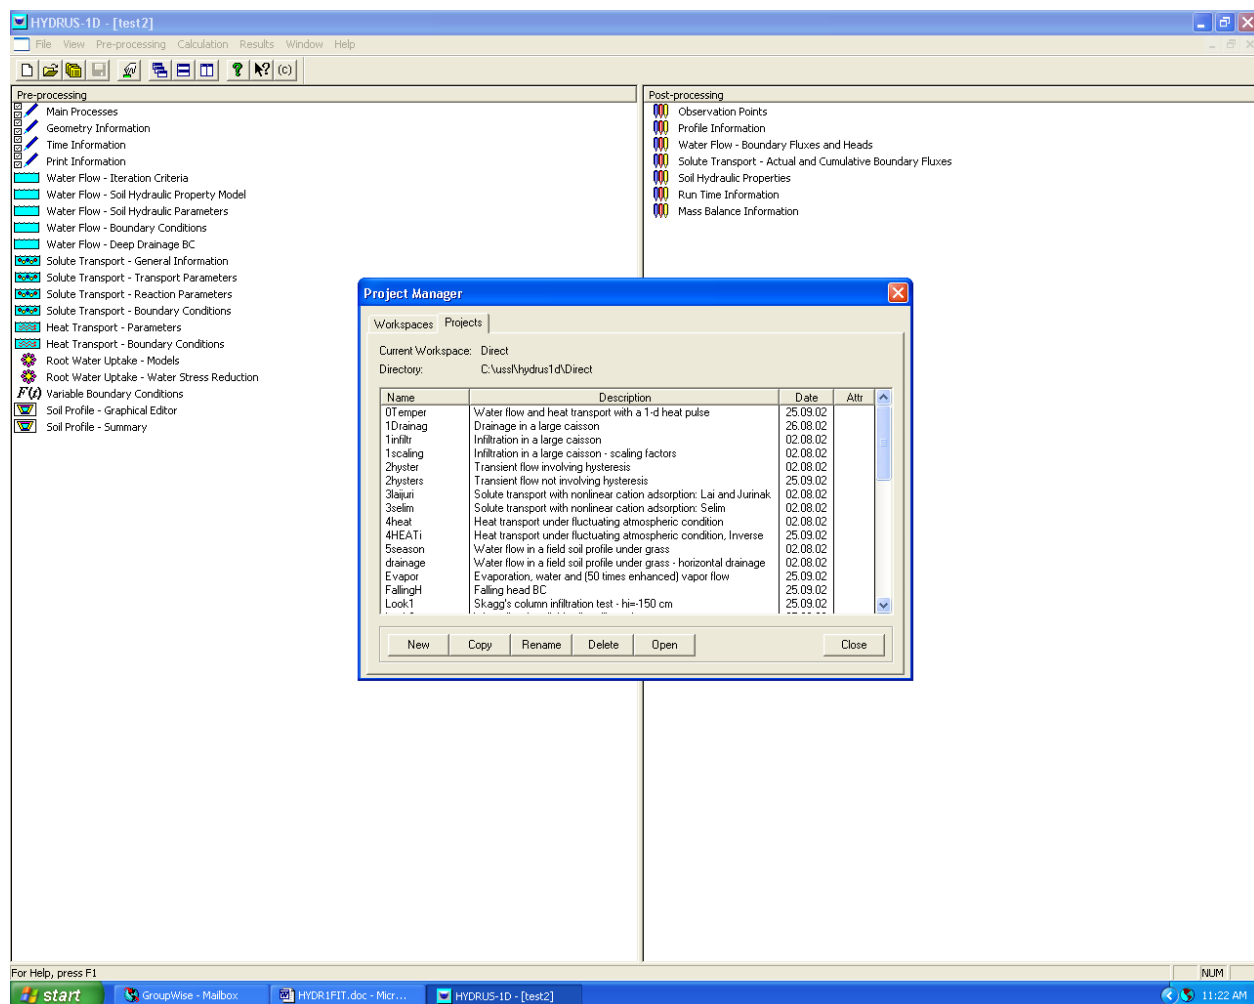 HYDRUS-1D - [test2]
File View Pre-processing Calculation Results Window Help
(c)
Pre-processing
Main Processes
Geometry Information
Time Information
Print Information
Water Flow - Iteration Criteria
Water Flow - Soil Hydraulic Property Model
Water Flow - Soil Hydraulic Parameters
Water Flow - Boundary Conditions
Water Flow - Deep Drainage BC
Solute Transport - General Information
Solute Transport - Transport Parameters
Solute Transport - Reaction Parameters
Solute Transport - Boundary Conditions
Heat Transport - Parameters
Heat Transport - Boundary Conditions
Root Water Uptake - Models
Root Water Uptake - Water Stress Reduction
F(t) Variable Boundary Conditions
Soil Profile - Graphical Editor
Soil Profile - Summary
Post-processing
Observation Points
Profile Information
Water Flow - Boundary Fluxes and Heads
Solute Transport - Actual and Cumulative Boundary Fluxes
Soil Hydraulic Properties
Run Time Information
Mass Balance Information
Project Manager
Workspaces Projects
Current Workspace: Direct
Directory: C:\ussl\hydrus1d\Direct
Name Description Date Attr
0Temper Water flow and heat transport with a 1-d heat pulse 25.09.02
1Drainag Drainage in a large caisson 26.08.02
1infiltr Infiltration in a large caisson 02.08.02
1scaling Infiltration in a large caisson - scaling factors 02.08.02
2hyster Transient flow involving hysteresis 02.08.02
2hysters Transient flow not involving hysteresis 25.09.02
3laijuri Solute transport with nonlinear cation adsorption: Lai and Jurinak 02.08.02
3selim Solute transport with nonlinear cation adsorption: Selim 02.08.02
4heat Heat transport under fluctuating atmospheric condition 02.08.02
4HEATi Heat transport under fluctuating atmospheric condition, Inverse 25.09.02
5season Water flow in a field soil profile under grass 02.08.02
drainage Water flow in a field soil profile under grass - horizontal drainage 02.08.02
Evapor Evaporation, water and (50 times enhanced) vapor flow 25.09.02
FallingH Falling head BC 25.09.02
Look1 Skagg's column infiltration test - hi=-150 cm 25.09.02
New Copy Rename Delete Open Close
For Help, press F1 NUM
start GroupWise - Mailbox HYDR1FIT.doc - Micr... HYDRUS-1D - [test2] 11:22 AM